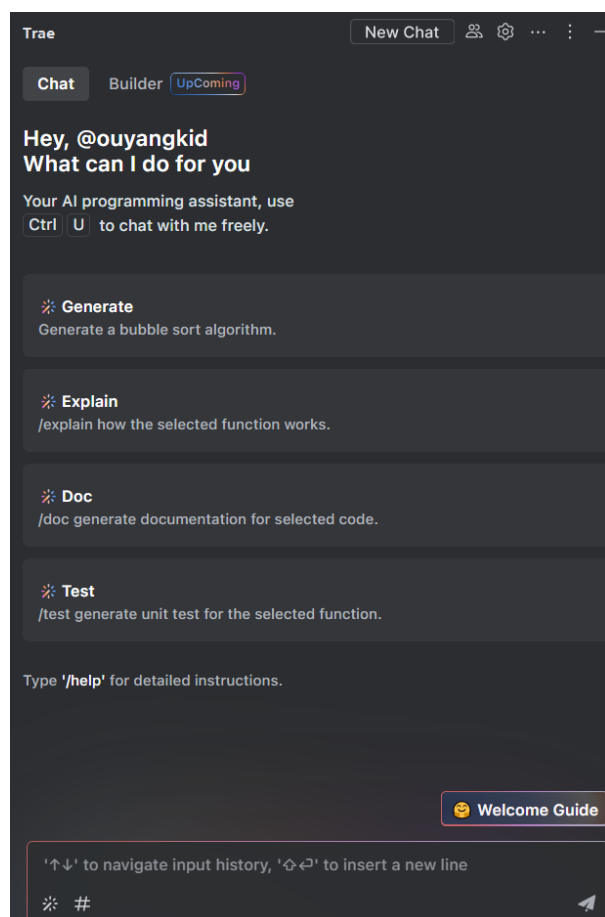 Trae
New Chat
Chat Builder UpComing
Hey, @ouyangkid
What can I do for you
Your AI programming assistant, use
Ctrl U to chat with me freely.
Generate
Generate a bubble sort algorithm.
Explain
/explain how the selected function works.
Doc
/doc generate documentation for selected code.
Test
/test generate unit test for the selected function.
Type '/help' for detailed instructions.
Welcome Guide
'↑↓' to navigate input history, '⇧⏎' to insert a new line
#